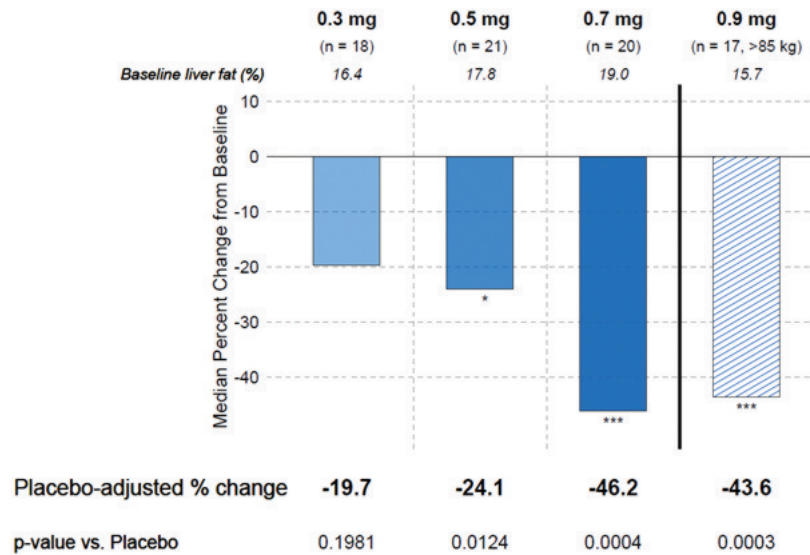 0.3 mg 0.5 mg 0.7 mg 0.9 mg
(n = 18) (n = 21) (n = 20) (n = 17, >85 kg)
Baseline liver fat (%) 16.4 17.8 19.0 15.7
Median Percent Change from Baseline
10
0
-10
-20
-30
-40
*
***
***
Placebo-adjusted % change -19.7 -24.1 -46.2 -43.6
p-value vs. Placebo 0.1981 0.0124 0.0004 0.0003